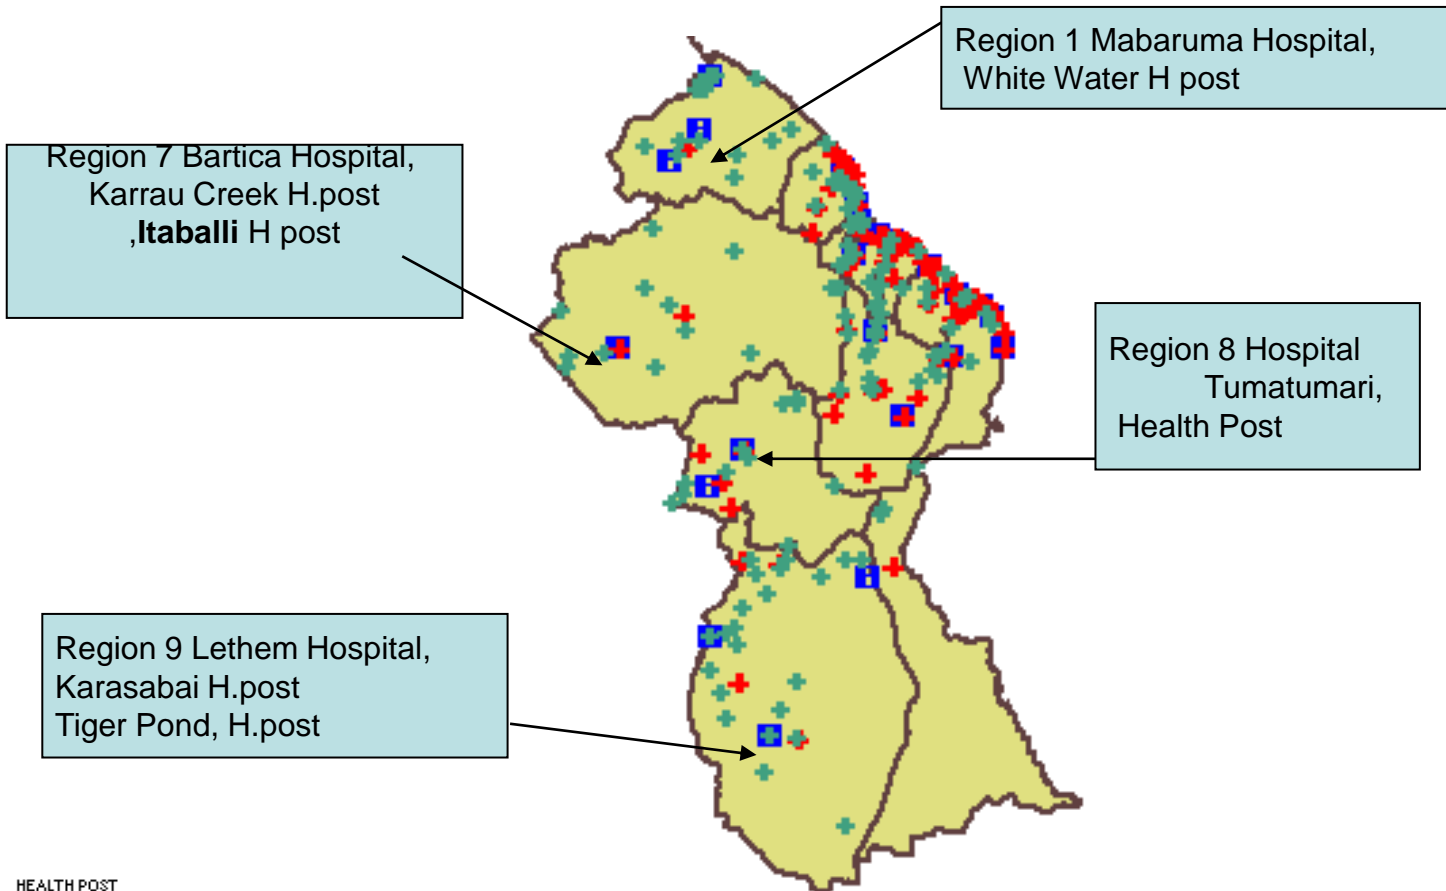 Region 1 Mabaruma Hospital,
White Water H post
Region 7 Bartica Hospital,
Karrau Creek H.post
,Itaballi H post
Region 8 Hospital
Tumatumari,
Health Post
Region 9 Lethem Hospital,
Karasabai H.post
Tiger Pond, H.post
HEALTH POST